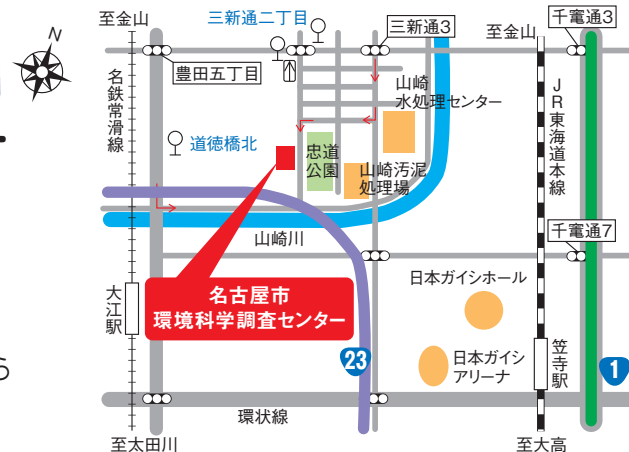 至金山
三新通二丁目
三新通3
至金山
千竃通3
N
豊田五丁目
名鉄常滑線
山崎
水処理センター
JR東海道本線
道徳橋北
忠道
公園
山崎汚泥
処理場
山崎川
千竃通7
大江駅
名古屋市
環境科学調査センター
日本ガイシホール
日本ガイシ
アリーナ
笠寺駅
23
1
ら
環状線
至太田川
至大高